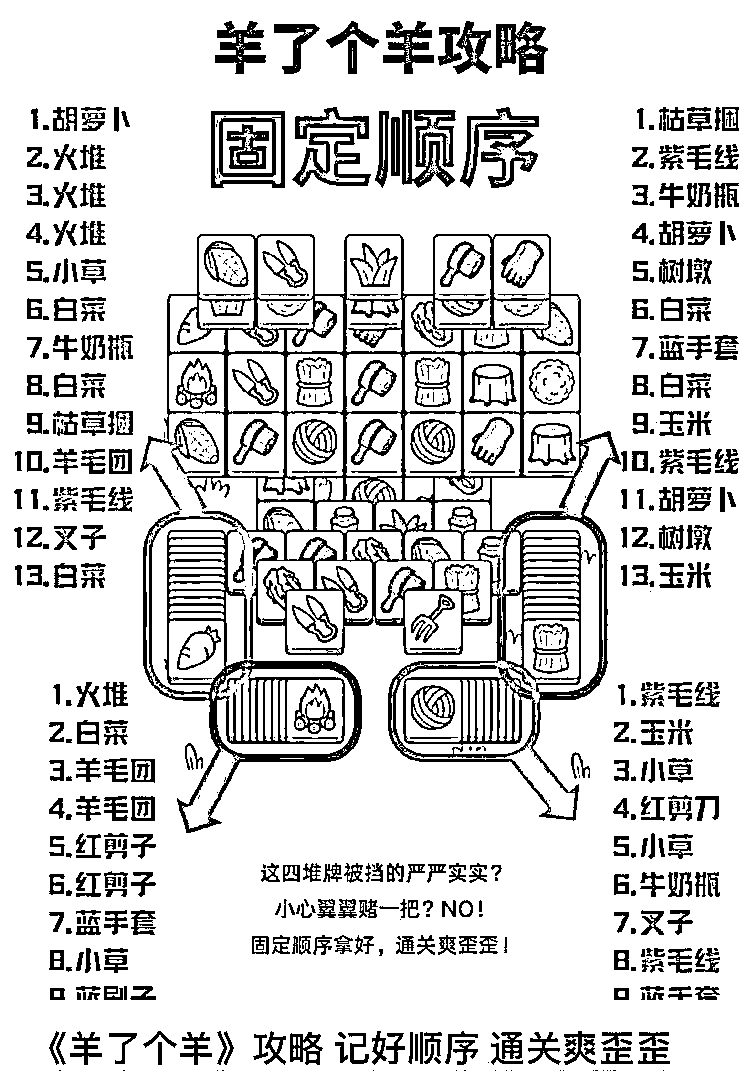 羊了个羊攻略
固定顺序
1.胡萝卜
2.火堆
3.火堆
4.火堆
5.小草
6.白菜
7.牛奶瓶
8.白菜
9.枯草捆
10.羊毛团
11.紫毛线
12.叉子
13.白菜
1.枯草捆
2.紫毛线
3.牛奶瓶
4.胡萝卜
5.树墩
6.白菜
7.蓝手套
8.白菜
9.玉米
10.紫毛线
11.胡萝卜
12.树墩
13.玉米
1.火堆
2.白菜
3.羊毛团
4.羊毛团
5.红剪子
6.红剪子
7.蓝手套
8.小草
1.紫毛线
2.玉米
3.小草
4.红剪刀
5.小草
6.牛奶瓶
7.叉子
8.紫毛线
这四堆牌被挡的严严实实？
小心翼翼赌一把？NO！
固定顺序拿好，通关爽歪歪！
《羊了个羊》攻略 记好顺序 通关爽歪歪